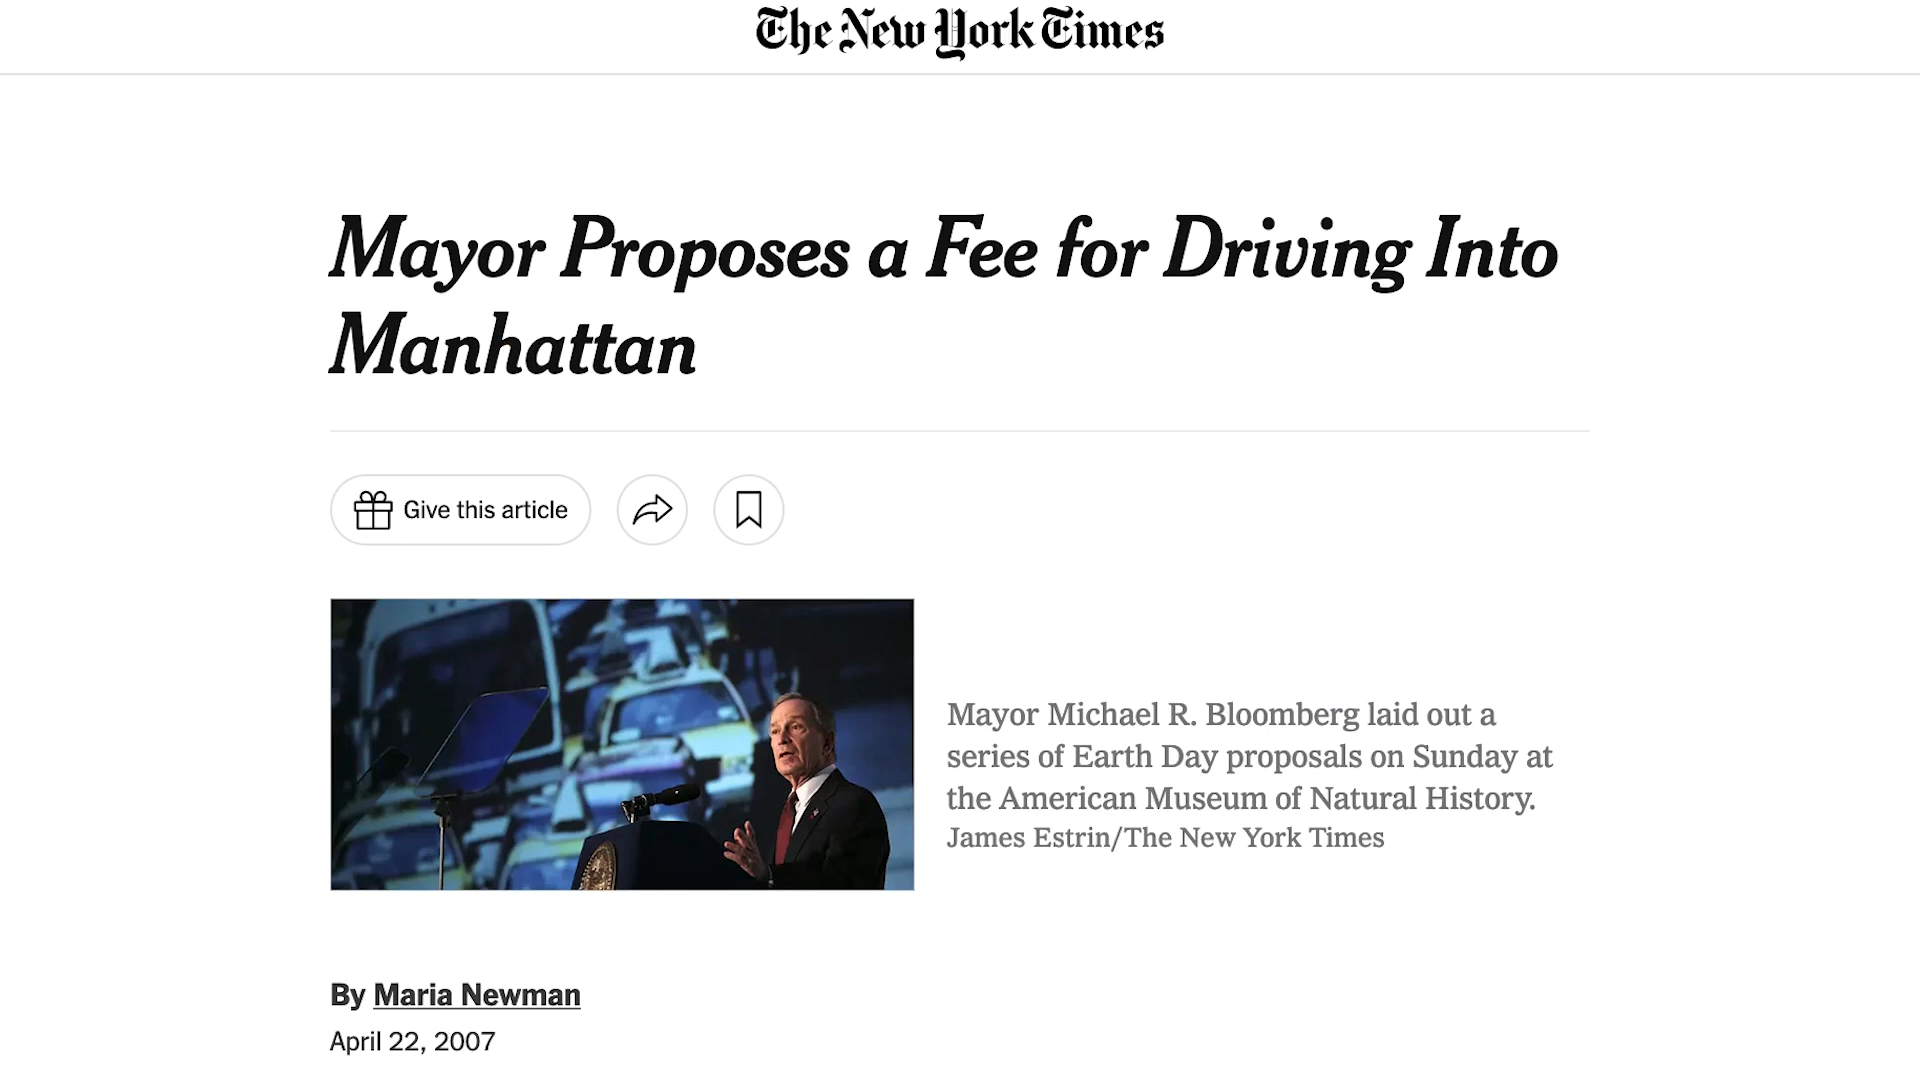 The New York Times
Mayor Proposes a Fee for Driving Into
Manhattan
Give this article
Mayor Michael R. Bloomberg laid out a
series of Earth Day proposals on Sunday at
the American Museum of Natural History.
James Estrin/The New York Times
By Maria Newman
April 22, 2007